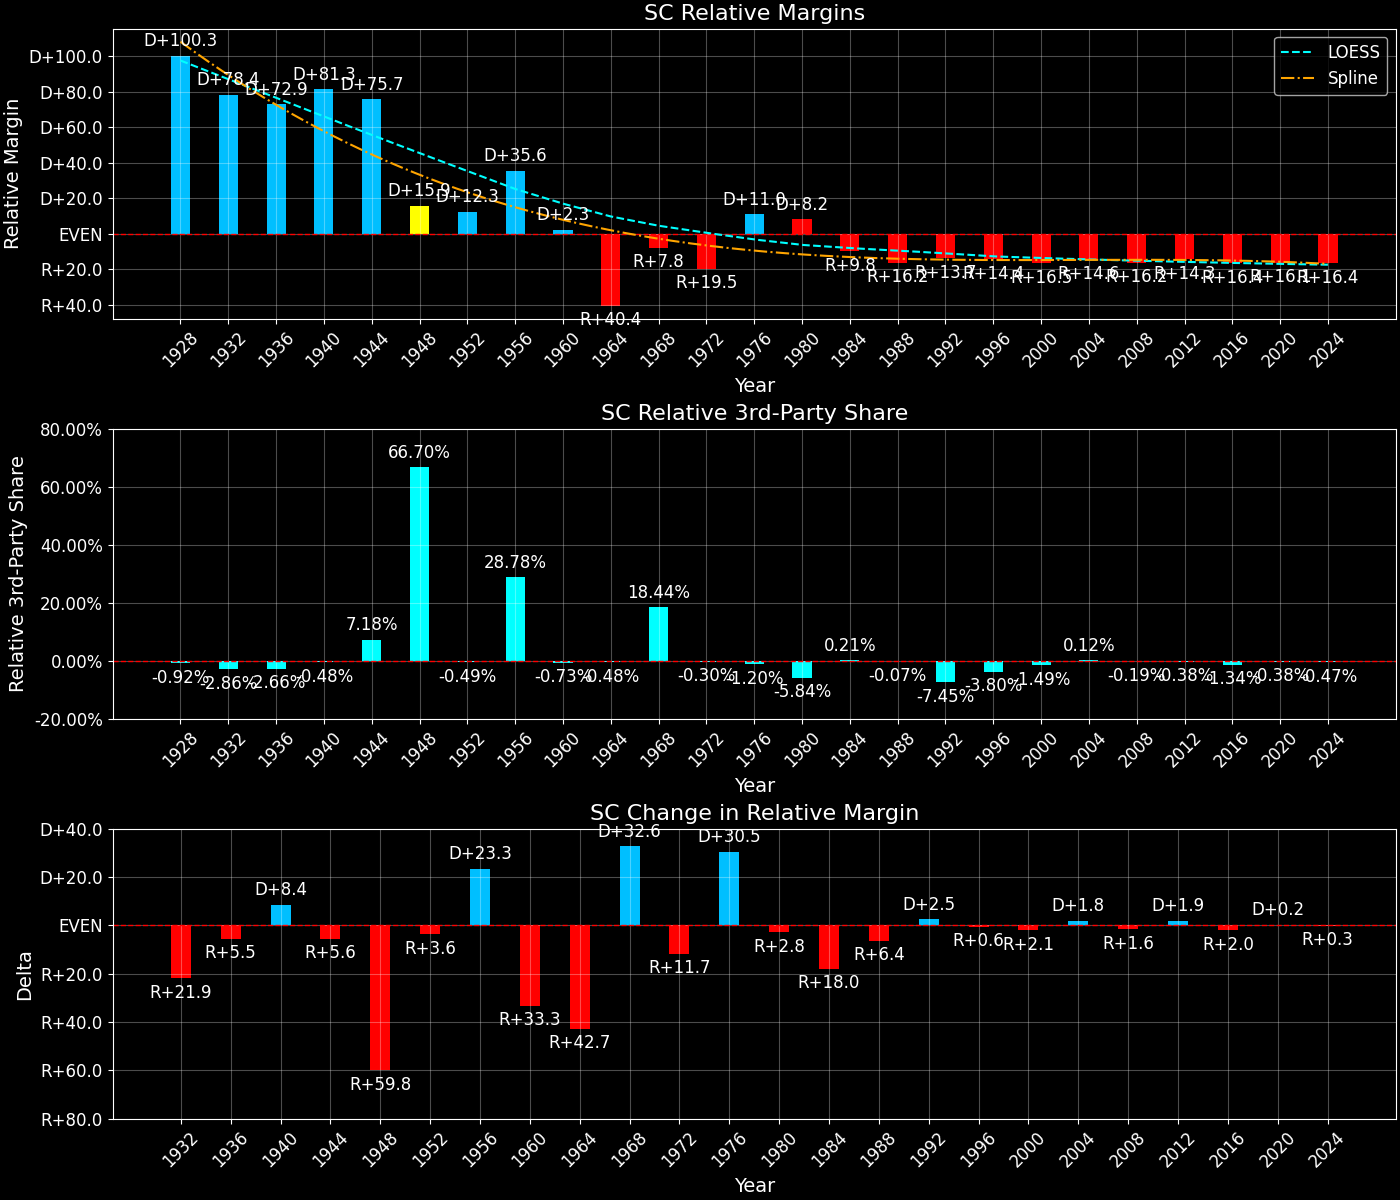 SC Relative Margins
Relative Margin
D+100.0
D+80.0
D+60.0
D+40.0
D+20.0
EVEN
R+20.0
R+40.0
LOESS
Spline
D+100.3
D+78.4
D+72.9
D+81.3
D+75.7
D+15.9
D+12.3
D+35.6
D+2.3
R+40.4
R+7.8
R+19.5
D+11.0
D+8.2
R+9.8
R+16.2
R+13.7
R+14.4
R+16.5
R+14.6
R+16.2
R+14.3
R+16.4
R+16.1
R+16.4
1928 1932 1936 1940 1944 1948 1952 1956 1960 1964 1968 1972 1976 1980 1984 1988 1992 1996 2000 2004 2008 2012 2016 2020 2024
Year
SC Relative 3rd-Party Share
Relative 3rd-Party Share
80.00%
60.00%
40.00%
20.00%
0.00%
-20.00%
-0.92%
-2.86%
-2.66%
-0.48%
7.18%
66.70%
-0.49%
28.78%
-0.73%
-0.48%
18.44%
-0.30%
-1.20%
-5.84%
0.21%
-0.07%
-7.45%
-3.80%
-1.49%
0.12%
-0.19%
-0.38%
-1.34%
-0.38%
-0.47%
1928 1932 1936 1940 1944 1948 1952 1956 1960 1964 1968 1972 1976 1980 1984 1988 1992 1996 2000 2004 2008 2012 2016 2020 2024
Year
SC Change in Relative Margin
Delta
D+40.0
D+20.0
EVEN
R+20.0
R+40.0
R+60.0
R+80.0
R+21.9
R+5.5
D+8.4
R+5.6
R+59.8
R+3.6
D+23.3
R+33.3
R+42.7
D+32.6
R+11.7
D+30.5
R+2.8
R+18.0
R+6.4
D+2.5
R+0.6
R+2.1
D+1.8
R+1.6
D+1.9
R+2.0
D+0.2
R+0.3
1932 1936 1940 1944 1948 1952 1956 1960 1964 1968 1972 1976 1980 1984 1988 1992 1996 2000 2004 2008 2012 2016 2020 2024
Year